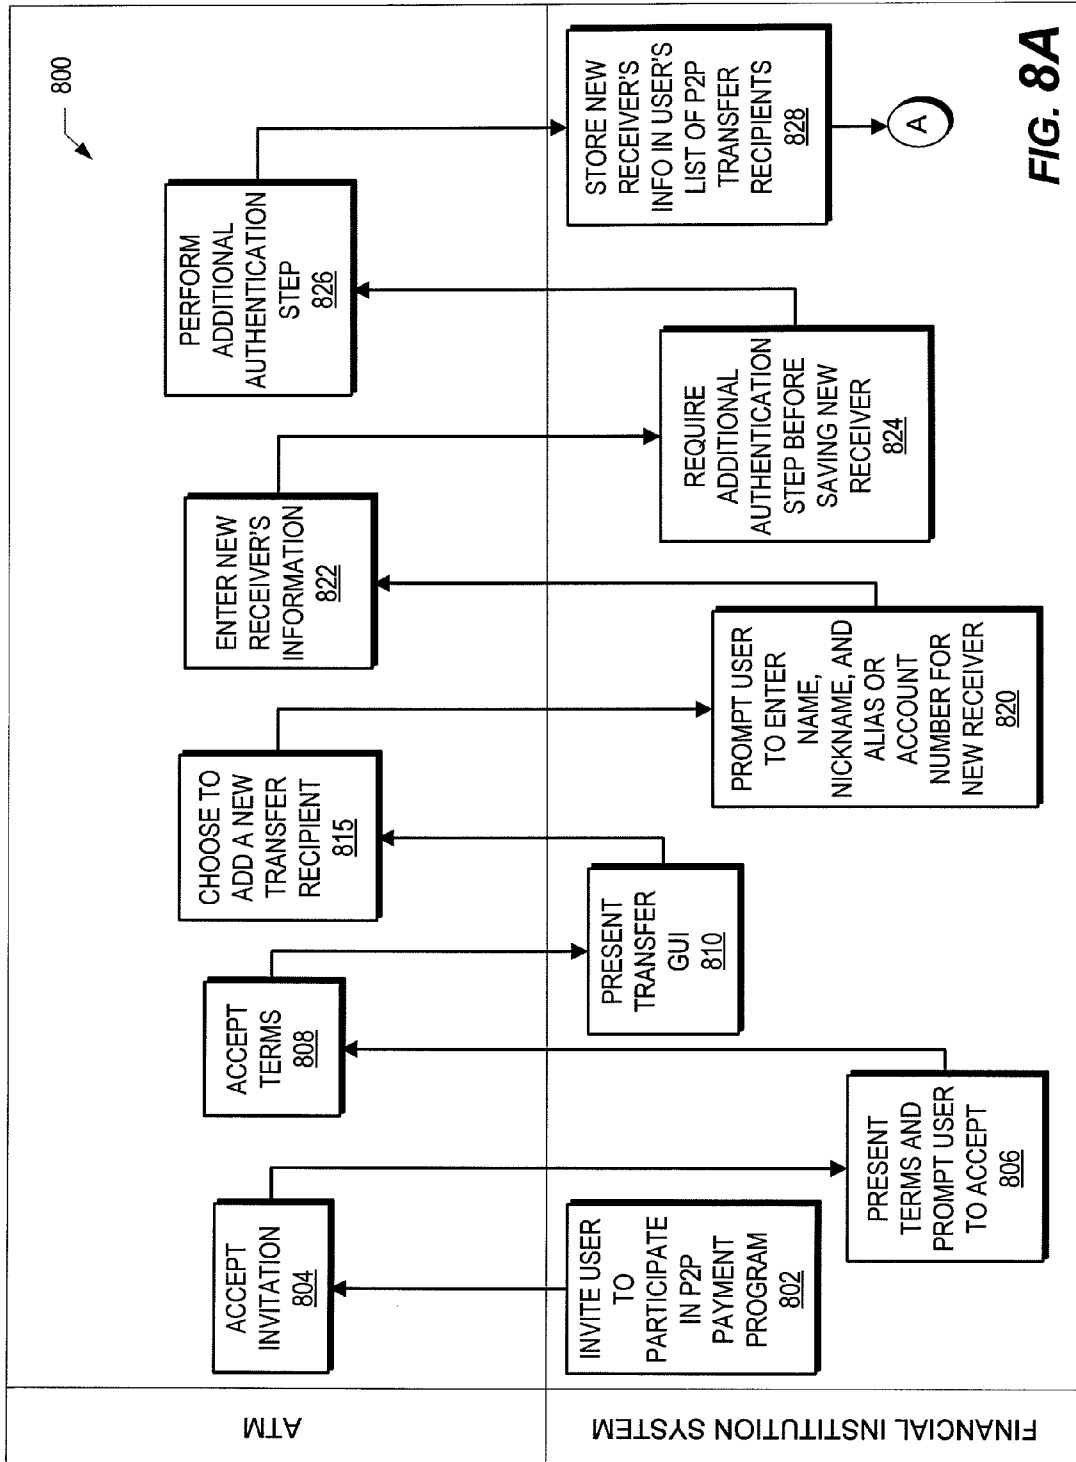 800
ATM
FINANCIAL INSTITUTION SYSTEM
INVITE USER
TO
PARTICIPATE
IN P2P
PAYMENT
PROGRAM
802
ACCEPT
INVITATION
804
PRESENT
TERMS AND
PROMPT USER
TO ACCEPT
806
ACCEPT
TERMS
808
PRESENT
TRANSFER
GUI
810
CHOOSE TO
ADD A NEW
TRANSFER
RECIPIENT
815
PROMPT USER
TO ENTER
NAME,
NICKNAME, AND
ALIAS OR
ACCOUNT
NUMBER FOR
NEW RECEIVER
820
ENTER NEW
RECEIVER'S
INFORMATION
822
REQUIRE
ADDITIONAL
AUTHENTICATION
STEP BEFORE
SAVING NEW
RECEIVER
824
PERFORM
ADDITIONAL
AUTHENTICATION
STEP
826
STORE NEW
RECEIVER'S
INFO IN USER'S
LIST OF P2P
TRANSFER
RECIPIENTS
828
A
FIG. 8A